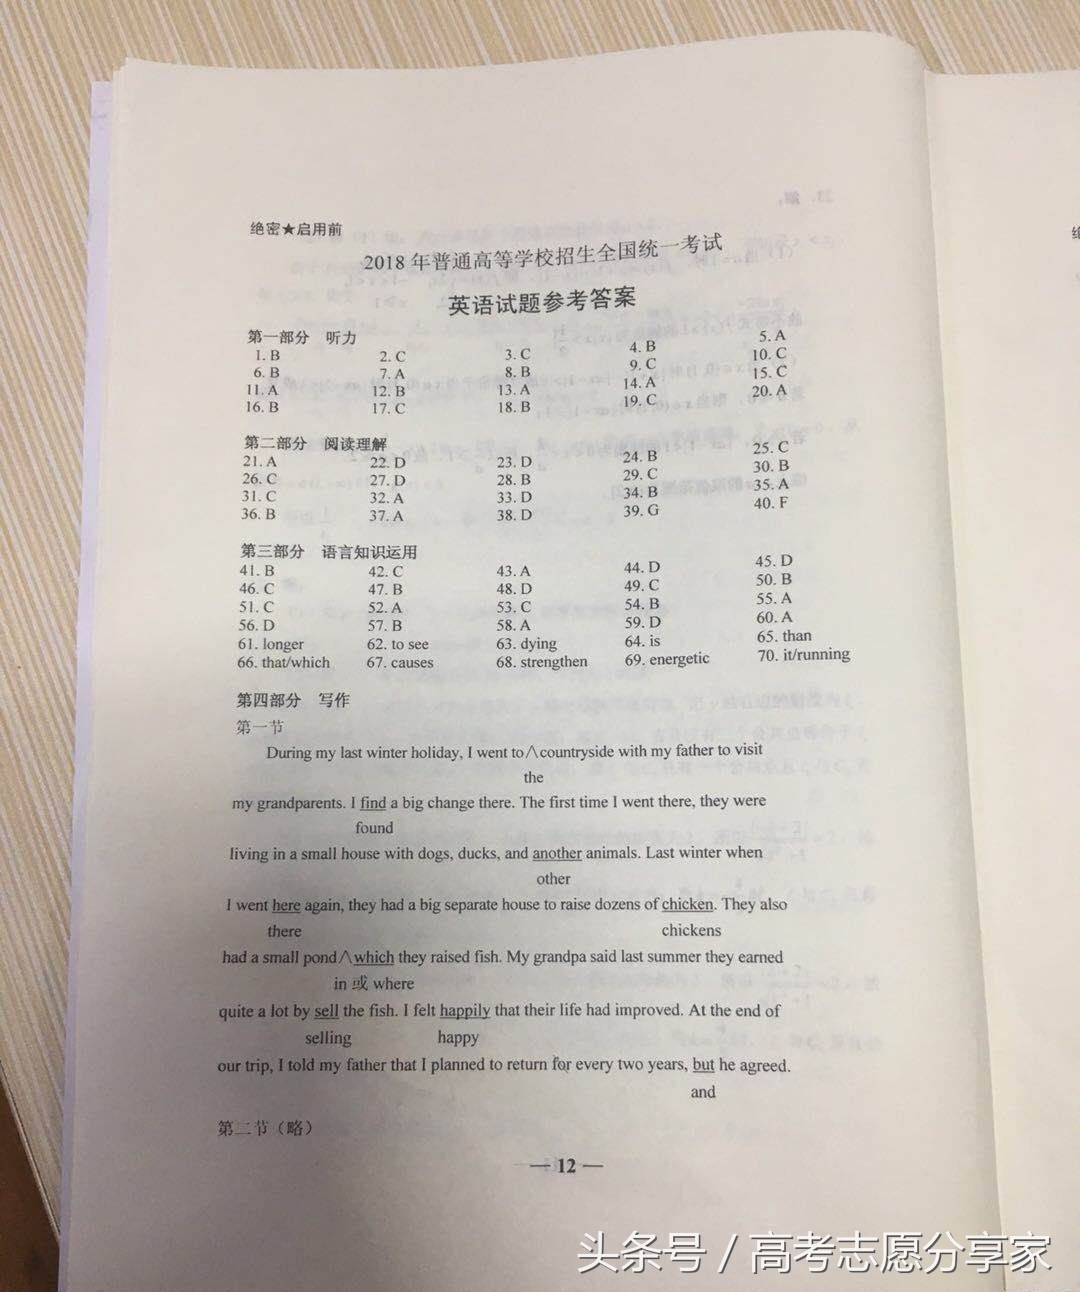 绝密★启用前
2018 年普通高等学校招生全国统一考试
英语试题参考答案
第一部分 听力
1. B 2. C 3. C 4. B 5. A
6. B 7. A 8. B 9. C 10. C
11. A 12. B 13. A 14. A 15. C
16. B 17. C 18. B 19. C 20. A
第二部分 阅读理解
21. A 22. D 23. D 24. B 25. C
26. C 27. D 28. B 29. C 30. B
31. C 32. A 33. D 34. B 35. A
36. B 37. A 38. D 39. G 40. F
第三部分 语言知识运用
41. B 42. C 43. A 44. D 45. D
46. C 47. B 48. D 49. C 50. B
51. C 52. A 53. C 54. B 55. A
56. D 57. B 58. A 59. D 60. A
61. longer 62. to see 63. dying 64. is 65. than
66. that/which 67. causes 68. strengthen 69. energetic 70. it/running
第四部分 写作
第一节
During my last winter holiday, I went to∧countryside with my father to visit
the
my grandparents. I find a big change there. The first time I went there, they were
found
living in a small house with dogs, ducks, and another animals. Last winter when
other
I went here again, they had a big separate house to raise dozens of chicken. They also
there chickens
had a small pond∧which they raised fish. My grandpa said last summer they earned
in 或 where
quite a lot by sell the fish. I felt happily that their life had improved. At the end of
selling happy
our trip, I told my father that I planned to return for every two years, but he agreed.
and
第二节（略）
— 12 —
头条号 / 高考志愿分享家